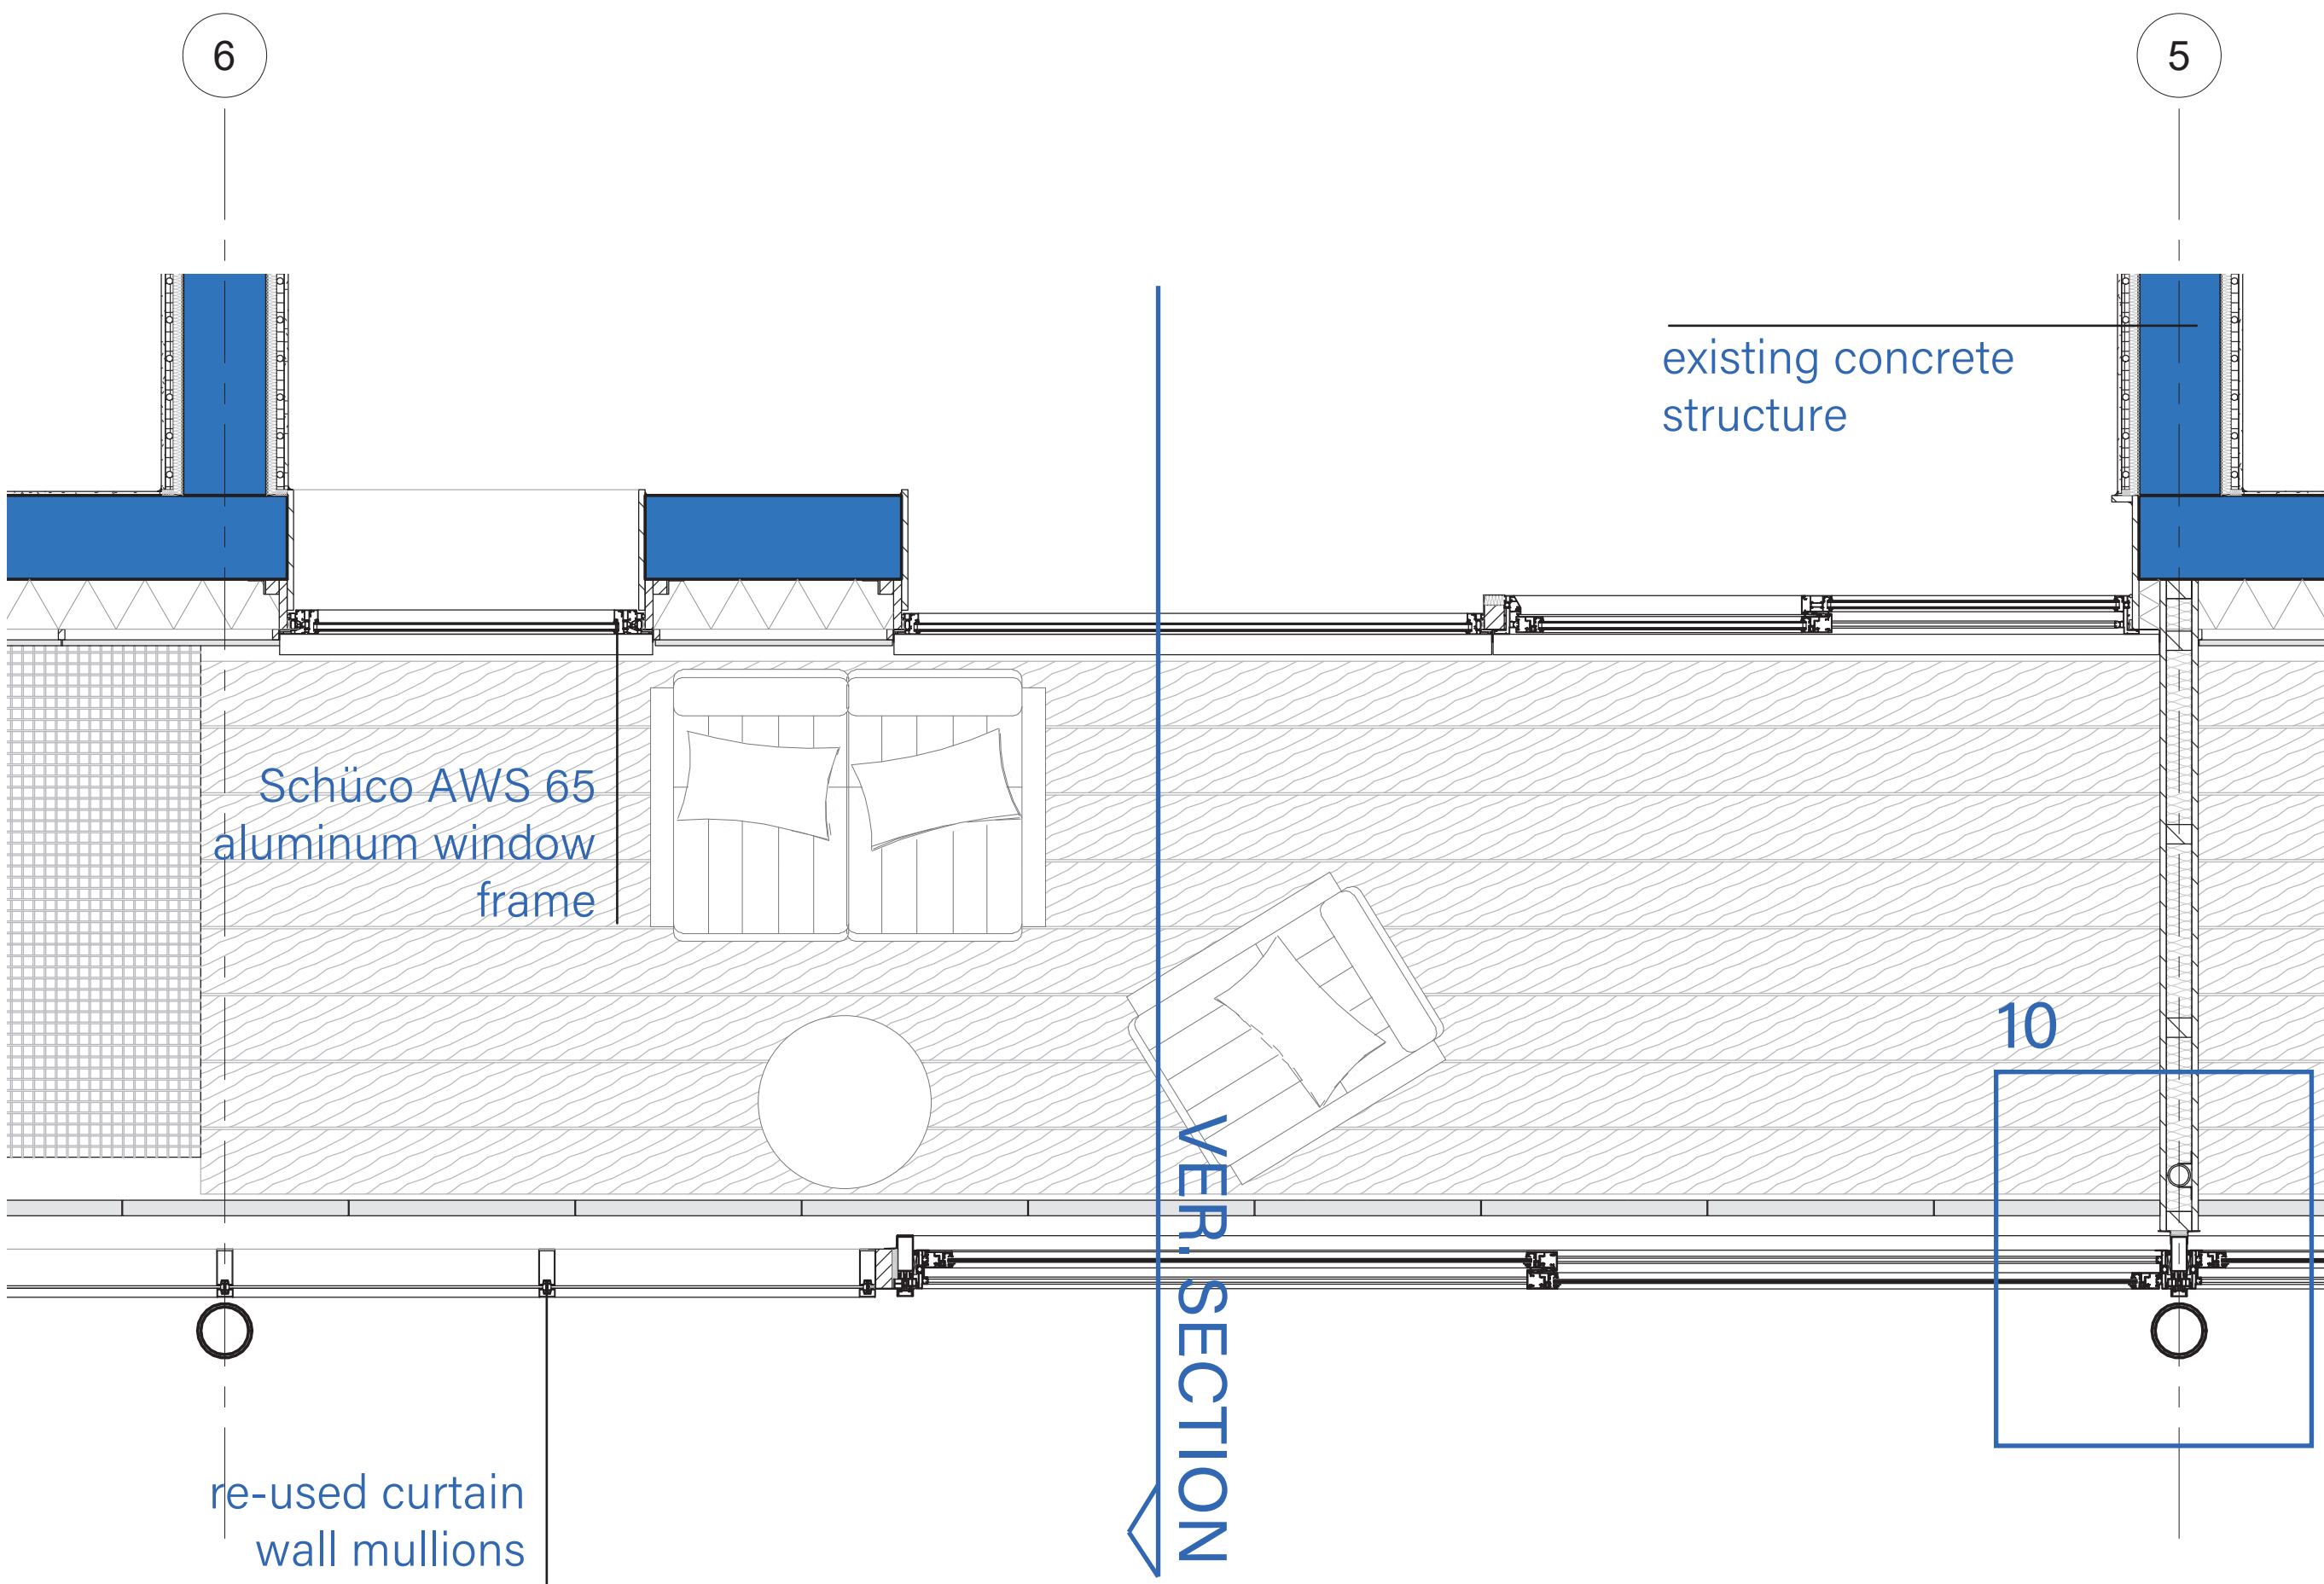 6
5
existing concrete
structure
Schüco AWS 65
aluminum window
frame
10
VER. SECTION
re-used curtain
wall mullions